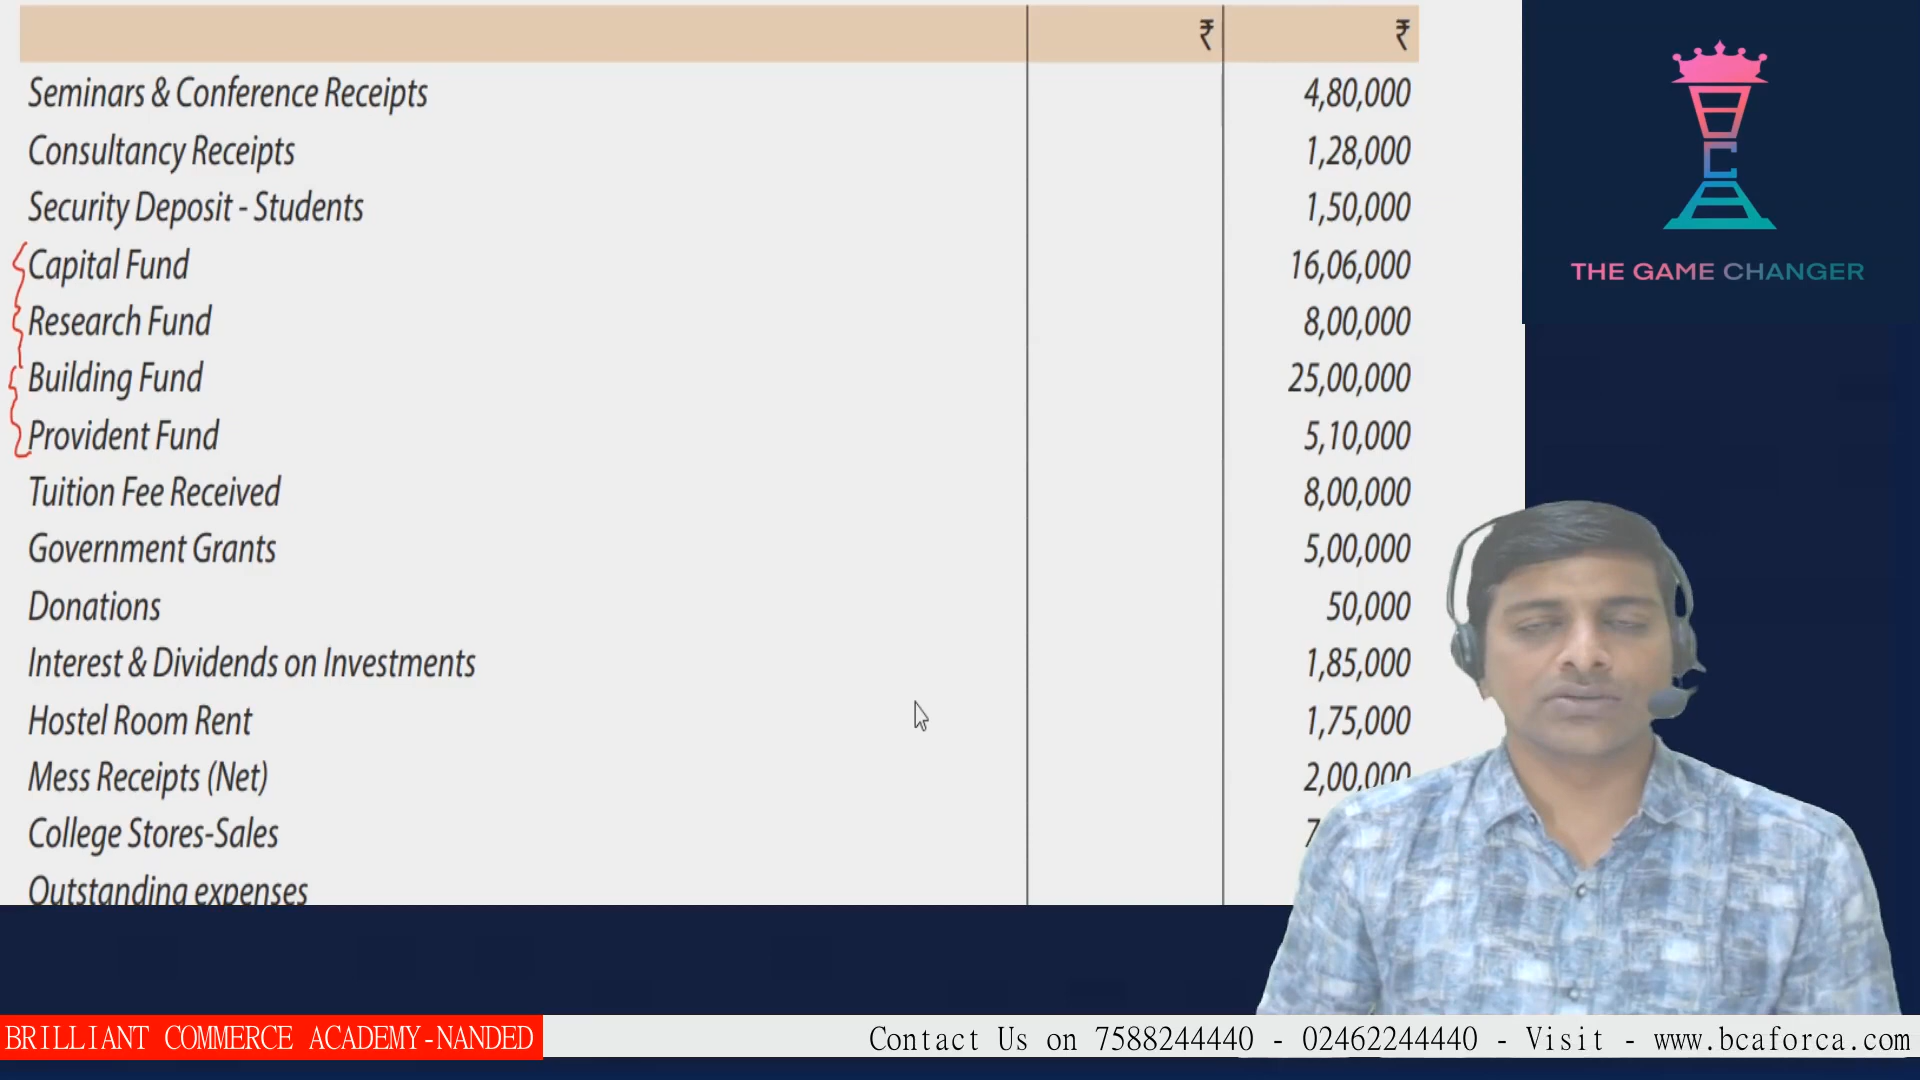 ₹ ₹
Seminars & Conference Receipts 4,80,000
Consultancy Receipts 1,28,000
Security Deposit - Students 1,50,000
Capital Fund 16,06,000
Research Fund 8,00,000
Building Fund 25,00,000
Provident Fund 5,10,000
Tuition Fee Received 8,00,000
Government Grants 5,00,000
Donations 50,000
Interest & Dividends on Investments 1,85,000
Hostel Room Rent 1,75,000
Mess Receipts (Net) 2,00,000
College Stores-Sales
Outstanding expenses
THE GAME CHANGER
BRILLIANT COMMERCE ACADEMY-NANDED
Contact Us on 7588244440 - 02462244440 - Visit - www.bcaforca.com